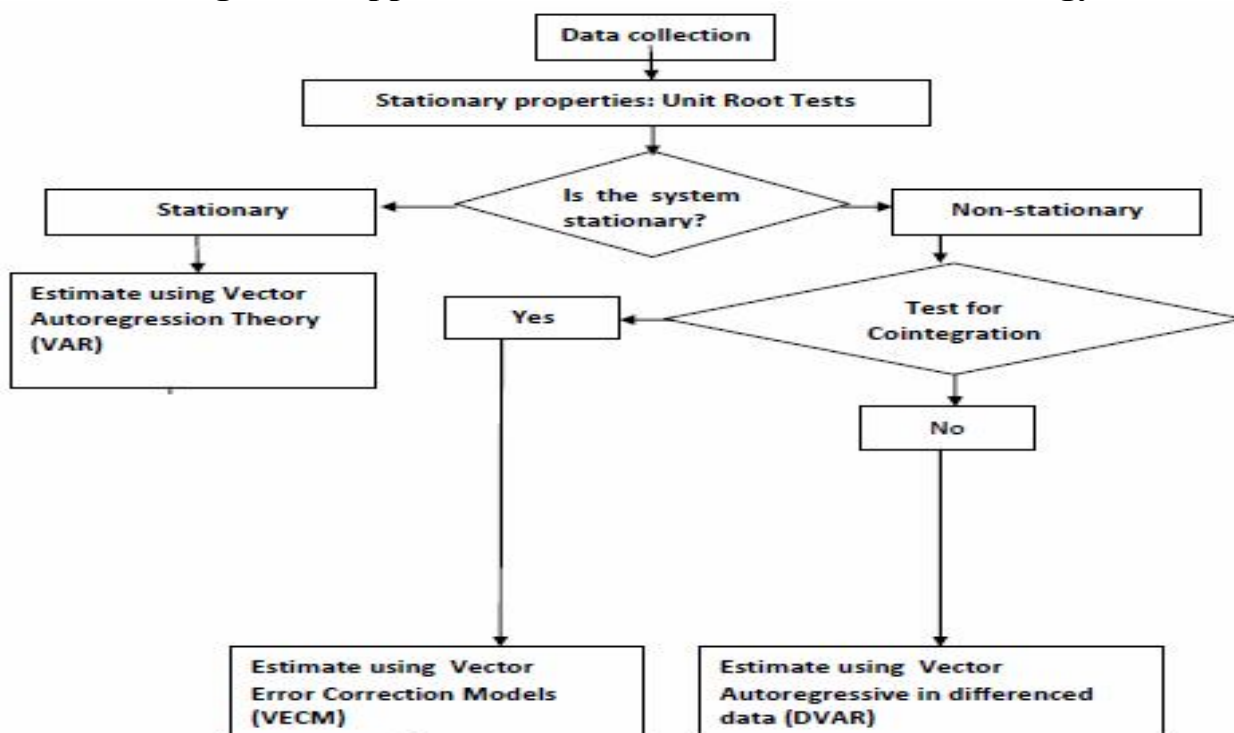 Data collection
Stationary properties: Unit Root Tests
Is the system
stationary?
Stationary
Non-stationary
Estimate using Vector
Autoregression Theory
(VAR)
Yes
Test for
Cointegration
No
Estimate using Vector
Error Correction Models
(VECM)
Estimate using Vector
Autoregressive in differenced
data (DVAR)